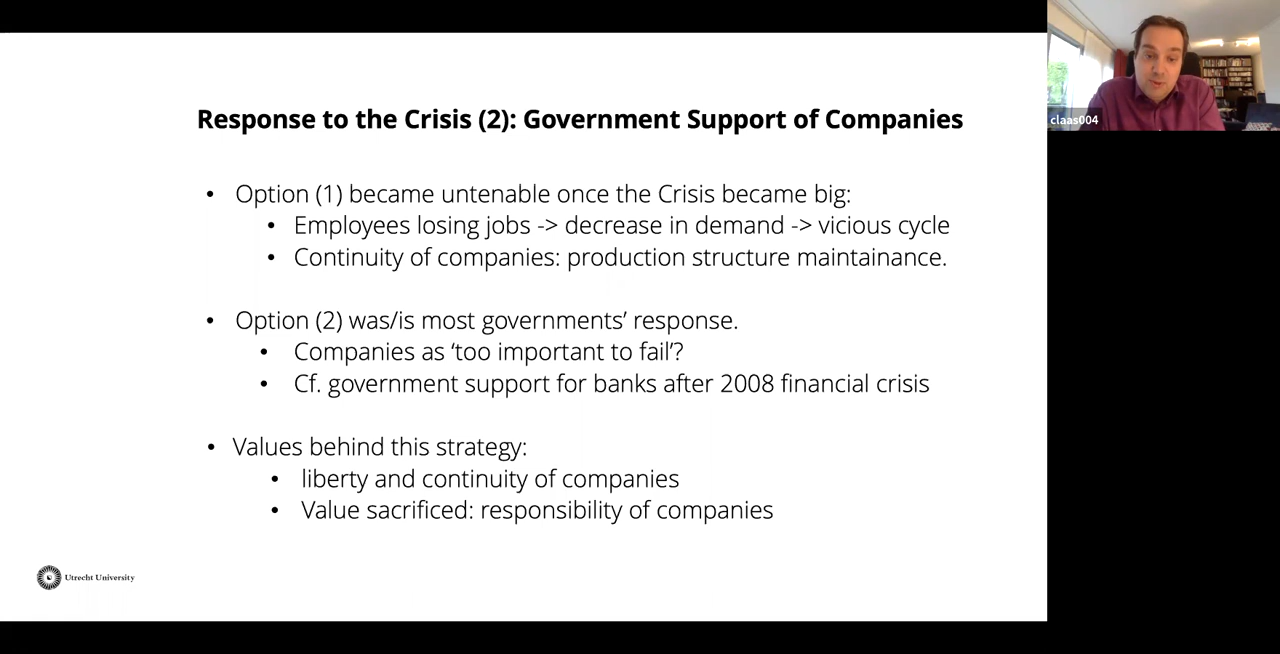 claas004
Response to the Crisis (2): Government Support of Companies
• Option (1) became untenable once the Crisis became big:
• Employees losing jobs -> decrease in demand -> vicious cycle
• Continuity of companies: production structure maintainance.
• Option (2) was/is most governments’ response.
• Companies as ‘too important to fail’?
• Cf. government support for banks after 2008 financial crisis
• Values behind this strategy:
• liberty and continuity of companies
• Value sacrificed: responsibility of companies
Utrecht University